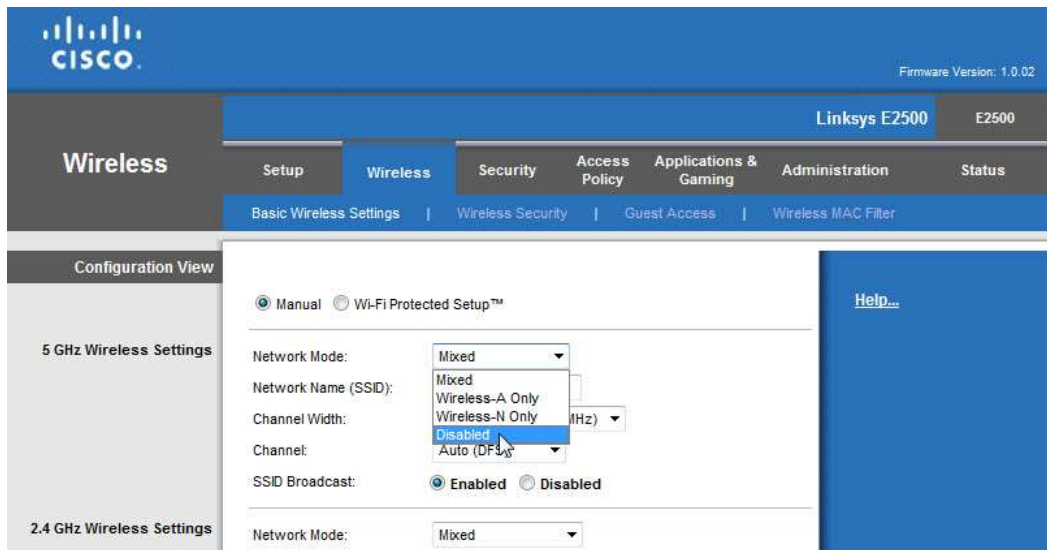 CISCO.
Firmware Version: 1.0.02
Linksys E2500 E2500
Wireless
Setup Wireless Security Access Policy Applications & Gaming Administration Status
Basic Wireless Settings | Wireless Security | Guest Access | Wireless MAC Filter
Configuration View
Manual Wi-Fi Protected Setup™
Help...
5 GHz Wireless Settings
Network Mode: Mixed
Mixed
Network Name (SSID):
Wireless-A Only
Channel Width: Wireless-N Only MHz)
Disabled
Channel: Auto (DFS
SSID Broadcast: Enabled Disabled
2.4 GHz Wireless Settings
Network Mode: Mixed